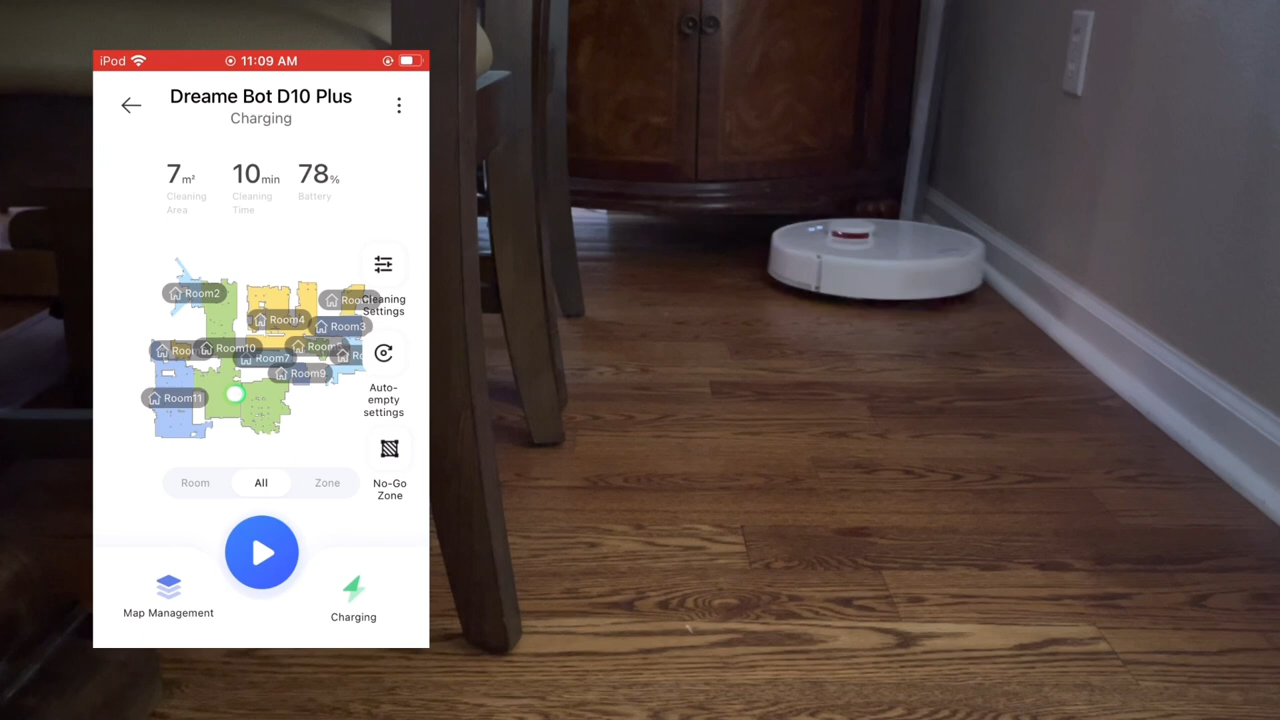 iPod 11:09 AM
Dreame Bot D10 Plus
Charging
7 m² 10 min 78 %
Cleaning Area
Cleaning Time
Battery
Room2
Room4
Room3
Cleaning Settings
Room10
Room7
Room9
Room11
Auto-empty settings
Room All Zone
No-Go Zone
Map Management
Charging